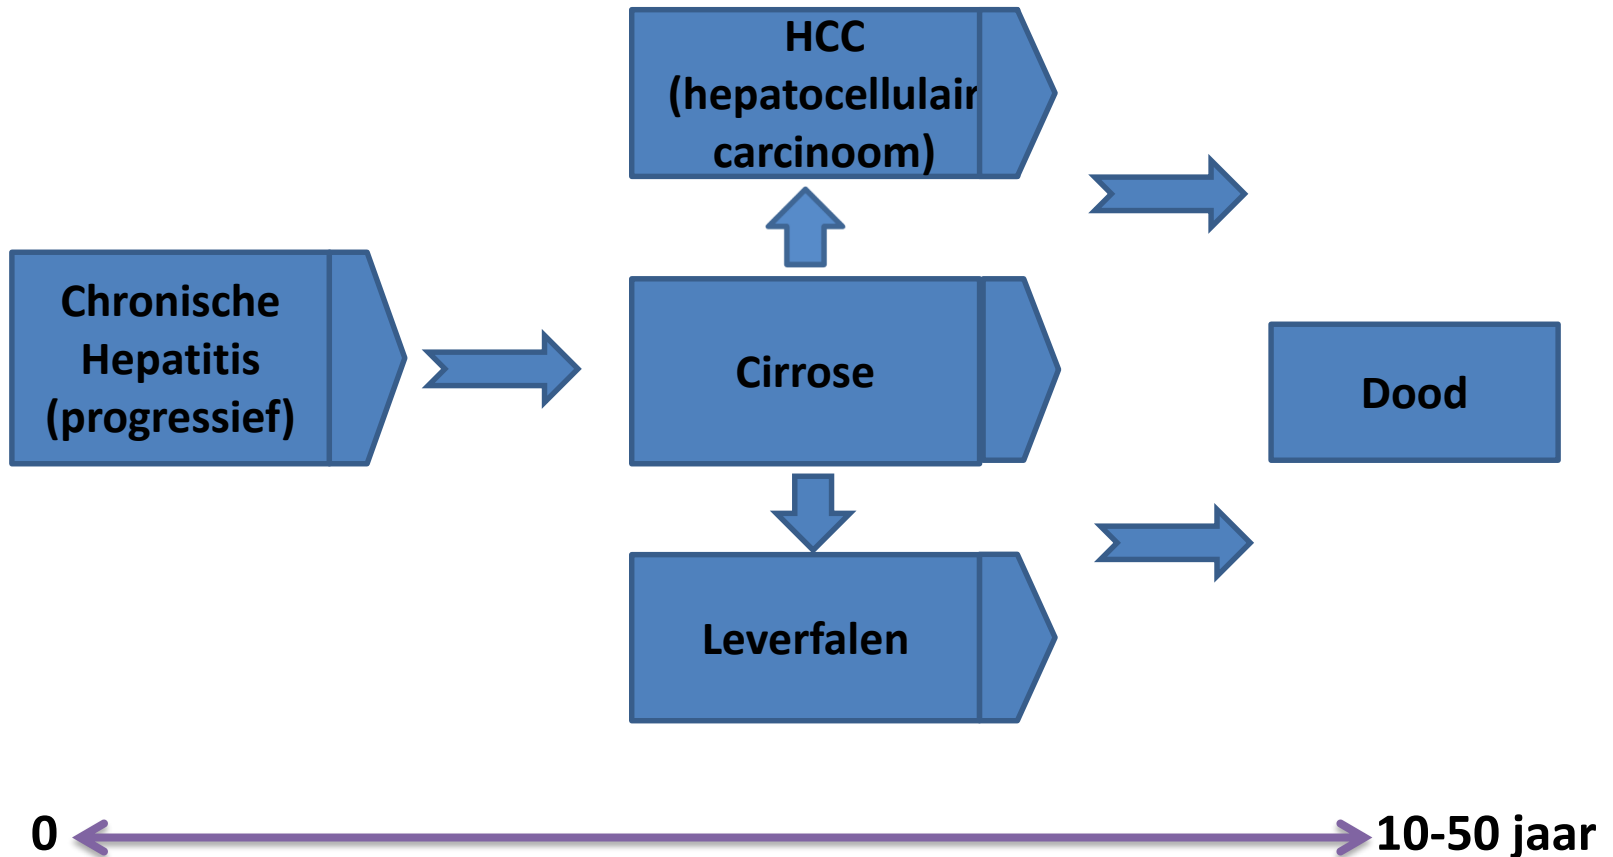 HCC
(hepatocellulair
carcinoom)
Chronische
Hepatitis
(progressief)
Cirrose
Dood
Leverfalen
0
10-50 jaar